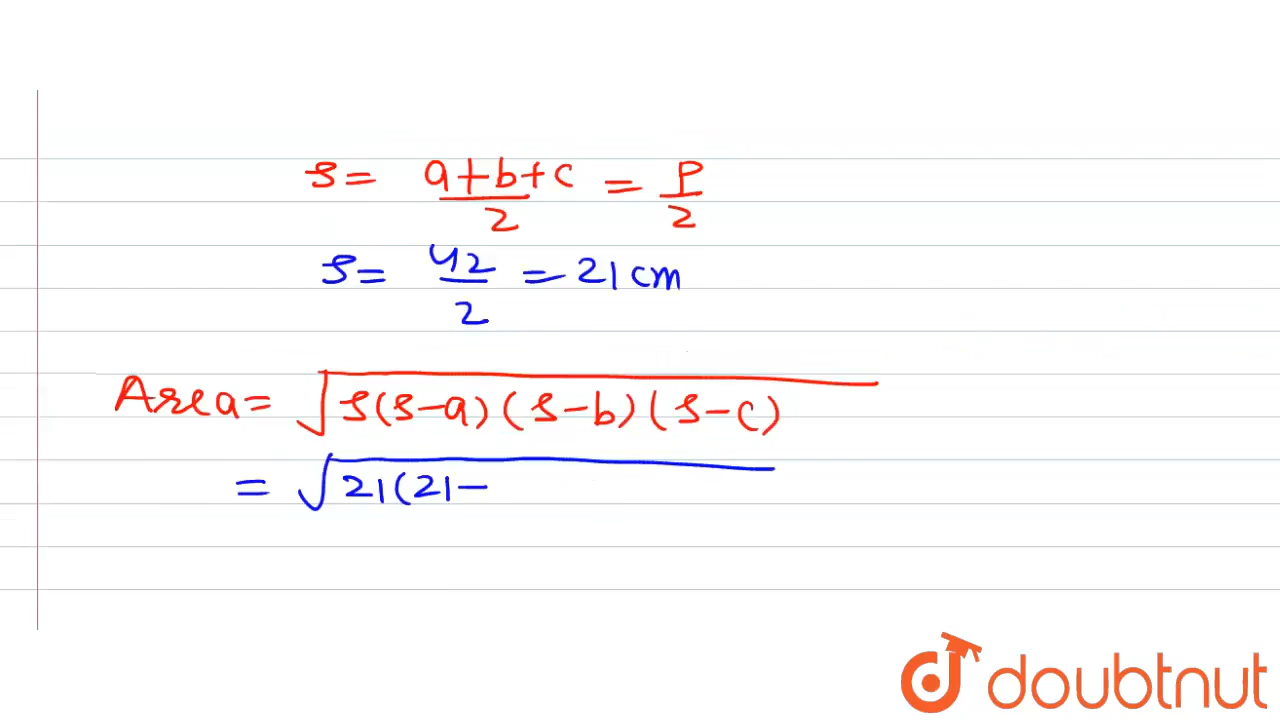 S = a+b+c/2 = P/2
S = 42/2 = 21 cm
Area = √S(S-a)(S-b)(S-c)
= √21(21-
doubtnut